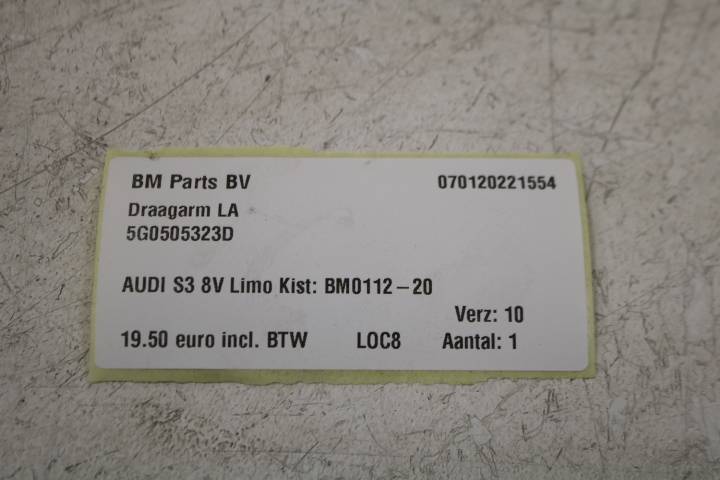 BM Parts BV 070120221554
Draagarm LA
5G0505323D
AUDI S3 8V Limo Kist: BM0112-20
Verz: 10
19.50 euro incl. BTW LOC8 Aantal: 1